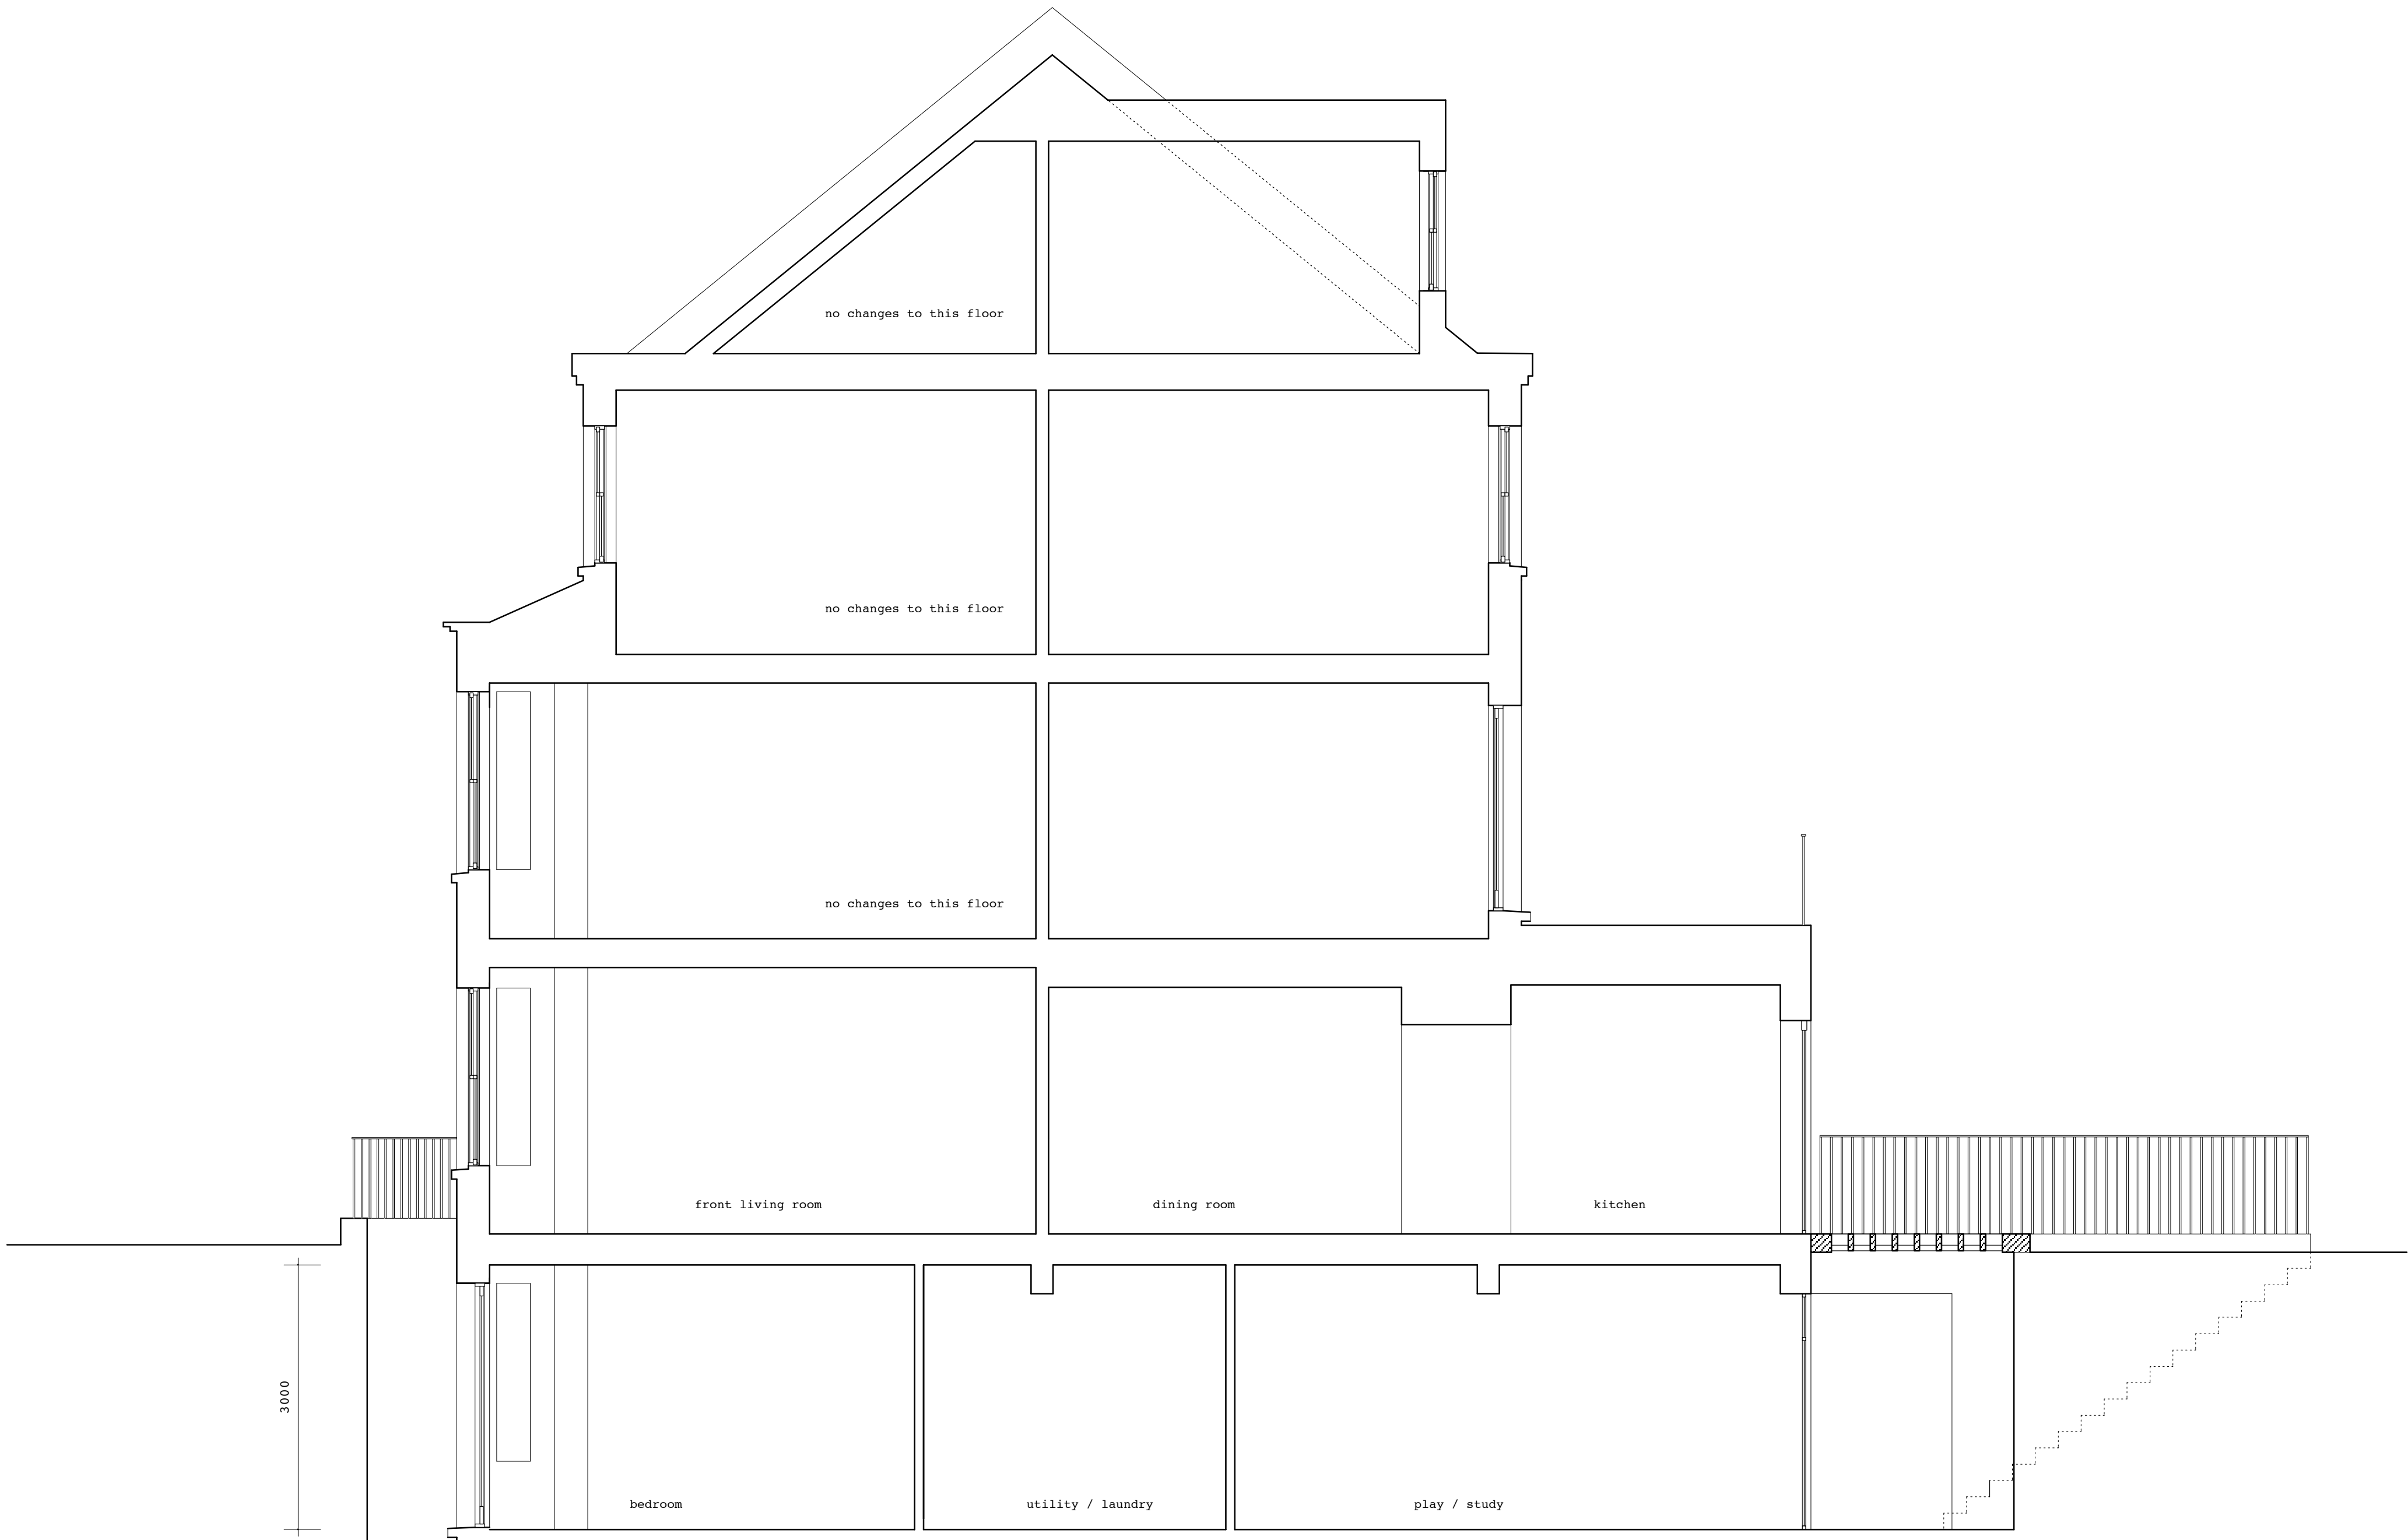 no changes to this floor
no changes to this floor
no changes to this floor
front living room
dining room
kitchen
3000
bedroom
utility / laundry
play / study